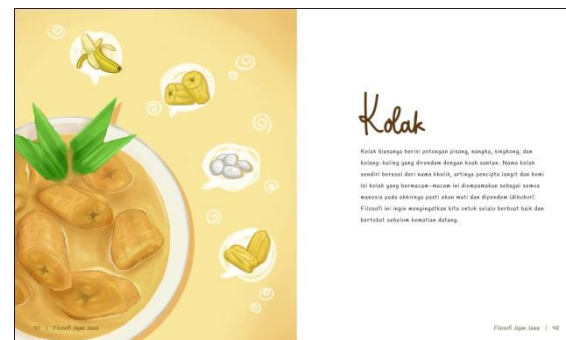 Kolak
Kolak biasanya berisi potongan pisang, nangka, singkong, dan
kolang-kaling yang direndam dengan kuah santan. Nama kolak
sendiri berasal dari nama khalik, artinya pencipta langit dan bumi
Isi kolak yang bermacam-macam ini diumpamakan sebagai semua
manusia pada akhirnya pasti akan mati dan dipendam (dikubur).
Filosofi ini ingin mengingatkan kita untuk selalu berbuat baik dan
bertobat sebelum kematian datang.
47 | Filosofi Jajan Jawa
Filosofi Jajan Jawa | 48